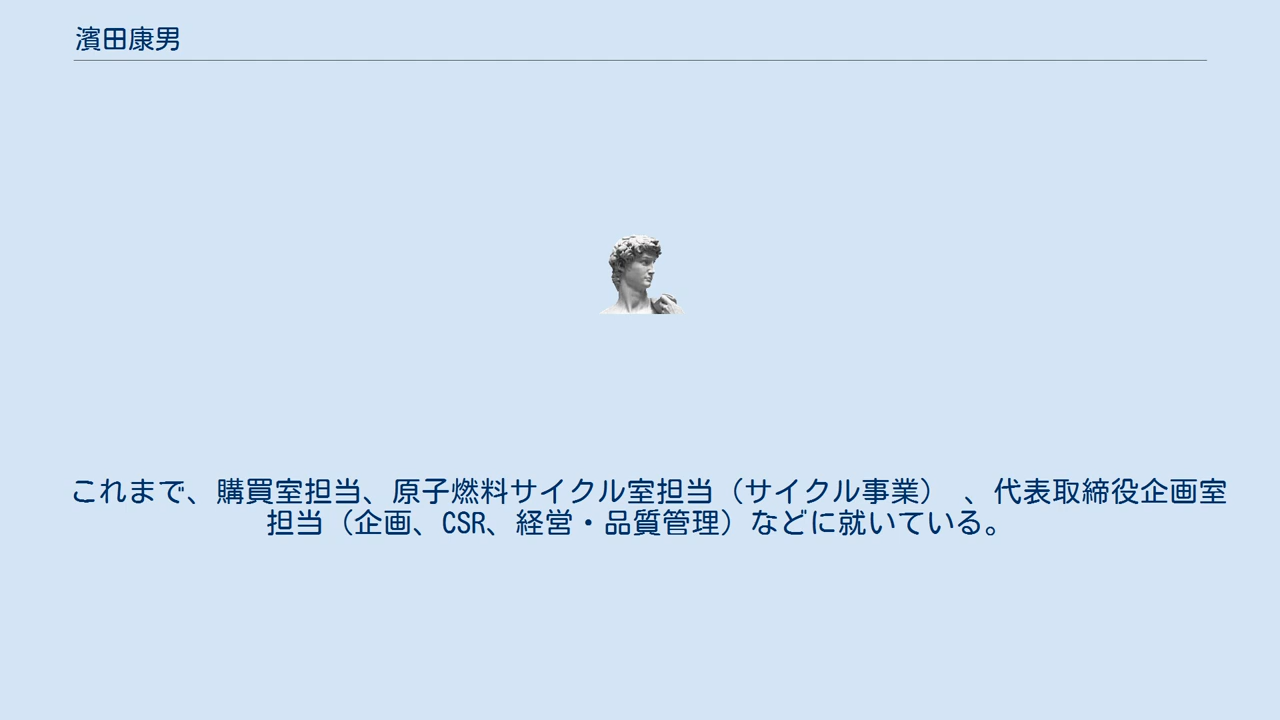 濱田康男
これまで、購買室担当、原子燃料サイクル室担当（サイクル事業） 、代表取締役企画室
担当（企画、CSR、経営・品質管理）などに就いている。